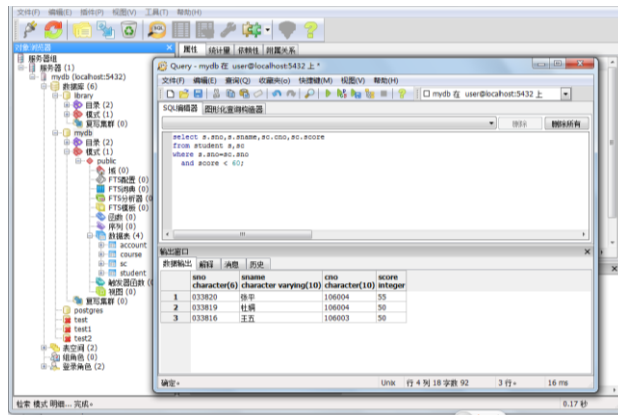 文件(F) 编辑(E) 插件(P) 视图(V) 工具(T) 帮助(H)
对象浏览器
属性 统计量 依赖性 附属关系
服务器组
服务器 (1)
mydb (localhost:5432)
数据库 (6)
library
目录 (2)
模式 (1)
复写集群 (0)
mydb
目录 (2)
模式 (1)
public
域 (0)
FTS配置 (0)
FTS词典 (0)
FTS分析器 (0)
FTS模板 (0)
函数 (0)
序列 (0)
数据表 (4)
account
course
sc
student
触发器函数 (0)
视图 (0)
复写集群 (0)
postgres
test
test1
test2
表空间 (2)
组角色 (0)
登录角色 (2)
Query - mydb 在 user@localhost:5432 上 *
文件(F) 编辑(E) 查询(Q) 收藏夹(o) 快捷键(M) 视图(V) 帮助(H)
mydb 在 user@localhost:5432 上
SQL编辑器 图形化查询构造器
删除 删除所有
select s.sno,s.sname,sc.cno,sc.score
from student s,sc
where s.sno=sc.sno
and score < 60;
输出窗口
数据输出 解释 消息 历史
sno character(6) sname character varying(10) cno character(10) score integer
1 033820 张平 106004 55
2 033819 杜娟 106004 50
3 033816 王五 106003 50
确定。 Unix 行 4 列 18 字数 92 3 行。 16 ms
检索 模式 明细... 完成。 0.17 秒